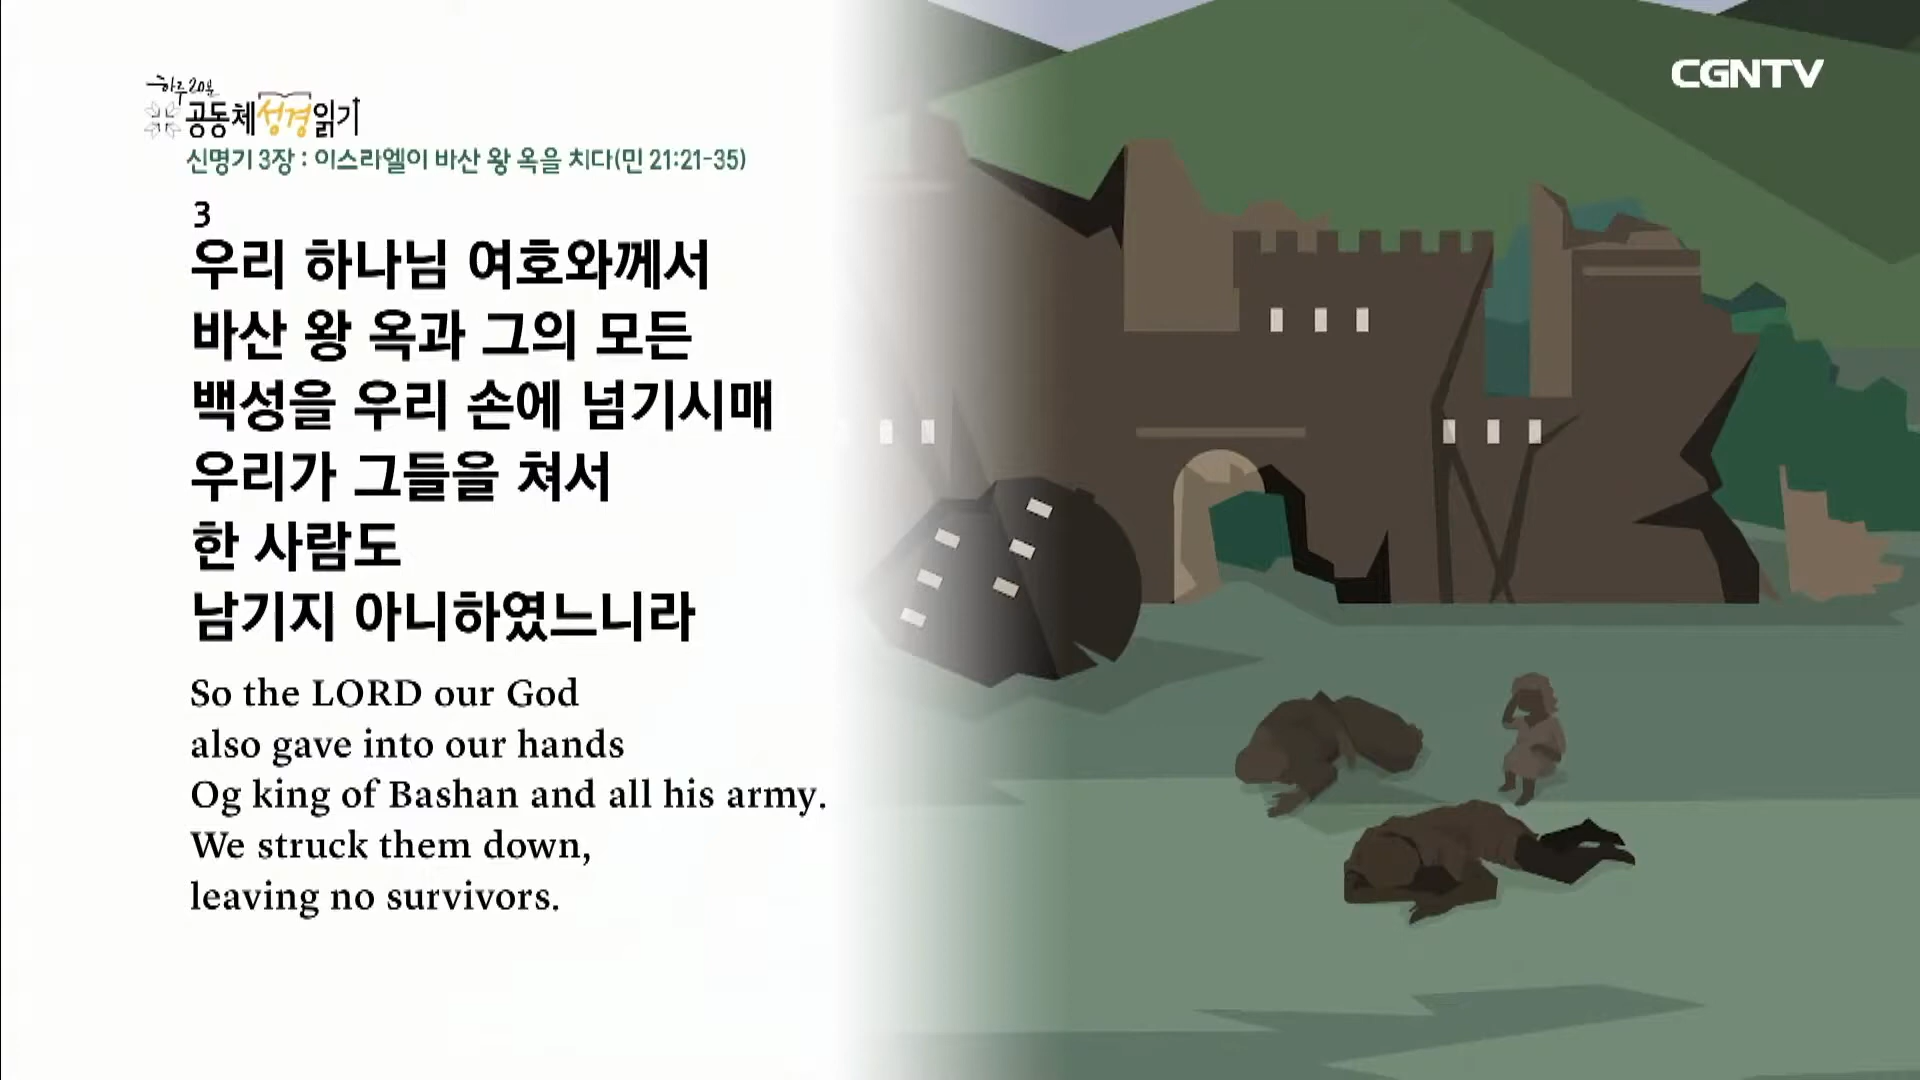 하루 20분
공동체성경읽기
CGNTV
신명기 3장 : 이스라엘이 바산 왕 옥을 치다(민 21:21-35)
3
우리 하나님 여호와께서
바산 왕 옥과 그의 모든
백성을 우리 손에 넘기시매
우리가 그들을 쳐서
한 사람도
남기지 아니하였느니라
So the LORD our God
also gave into our hands
Og king of Bashan and all his army.
We struck them down,
leaving no survivors.